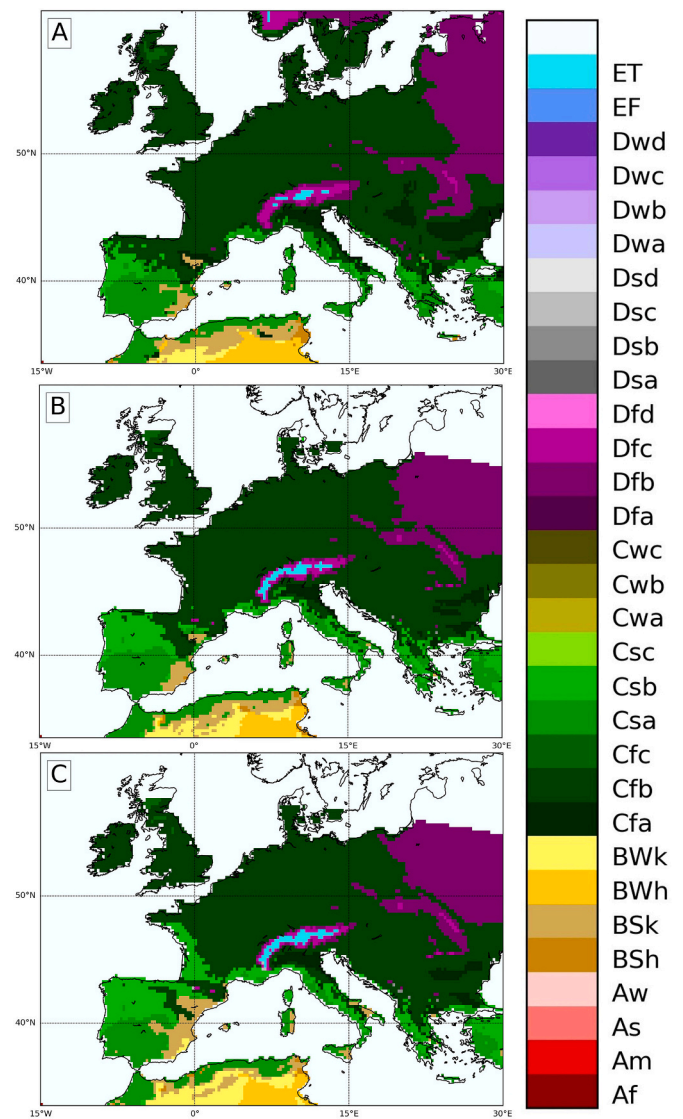 A
50°N
40°N
15°W
0°
15°E
30°E
B
50°N
40°N
15°W
0°
15°E
30°E
C
50°N
40°N
15°W
0°
15°E
30°E
ET
EF
Dwd
Dwc
Dwb
Dwa
Dsd
Dsc
Dsb
Dsa
Dfd
Dfc
Dfb
Dfa
Cwc
Cwb
Cwa
Csc
Csb
Csa
Cfc
Cfb
Cfa
BWk
BWh
BSk
BSh
Aw
As
Am
Af